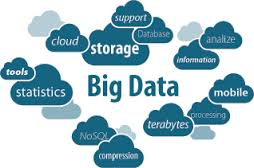 support
cloud
storage
Database
analize
information
tools
statistics
Big Data
mobile
processing
terabytes
NoSQL
compression